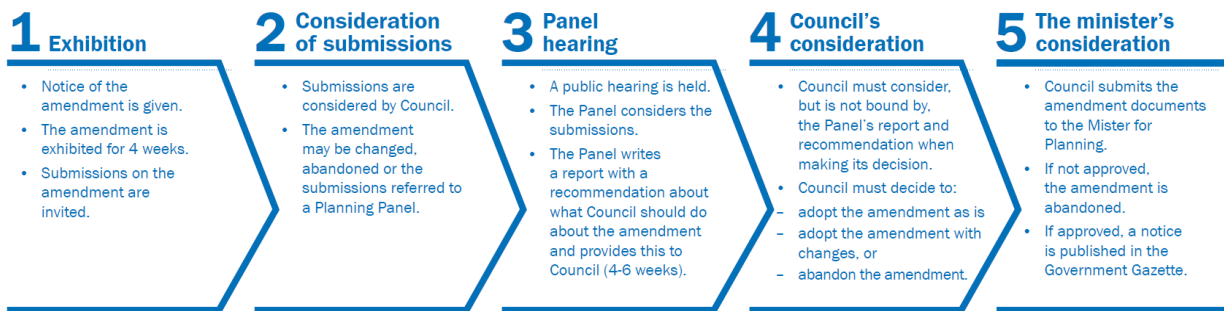 1 Exhibition
• Notice of the
amendment is given.
• The amendment is
exhibited for 4 weeks.
• Submissions on the
amendment are
invited.
2 Consideration
of submissions
• Submissions are
considered by Council.
• The amendment
may be changed,
abandoned or the
submissions referred to
a Planning Panel.
3 Panel
hearing
• A public hearing is held.
• The Panel considers the
submissions.
• The Panel writes
a report with a
recommendation about
what Council should do
about the amendment
and provides this to
Council (4-6 weeks).
4 Council’s
consideration
• Council must consider,
but is not bound by,
the Panel’s report and
recommendation when
making its decision.
• Council must decide to:
– adopt the amendment as is
– adopt the amendment with
changes, or
– abandon the amendment.
5 The minister’s
consideration
• Council submits the
amendment documents
to the Mister for
Planning.
• If not approved,
the amendment is
abandoned.
• If approved, a notice
is published in the
Government Gazette.